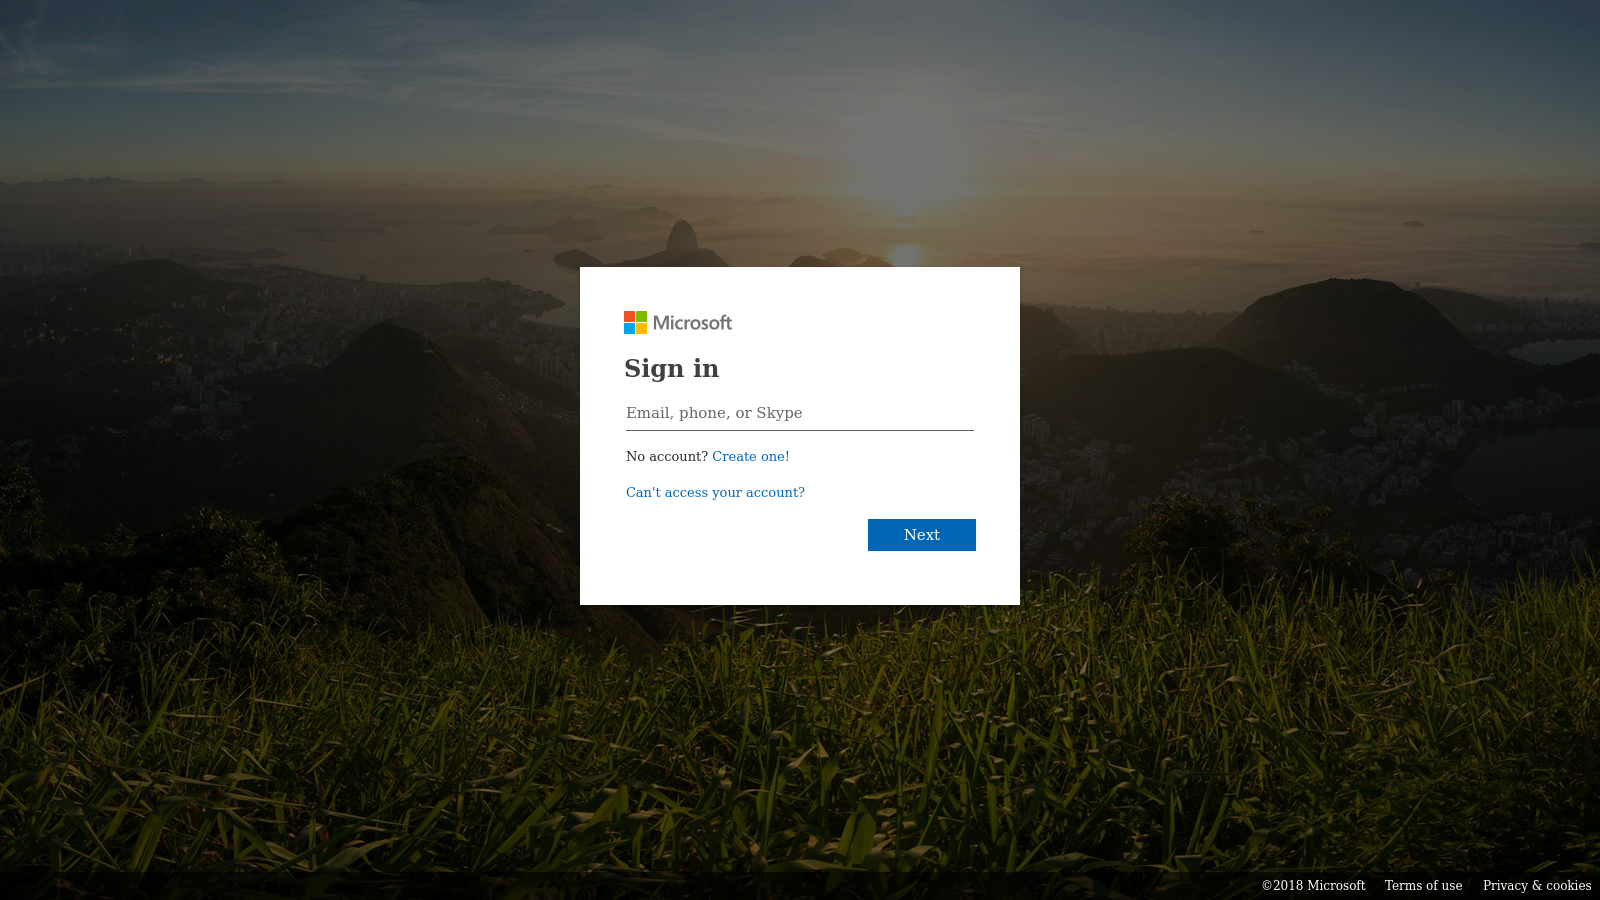 Microsoft
Sign in
Email, phone, or Skype
No account? Create one!
Can't access your account?
Next
©2018 Microsoft Terms of use Privacy & cookies